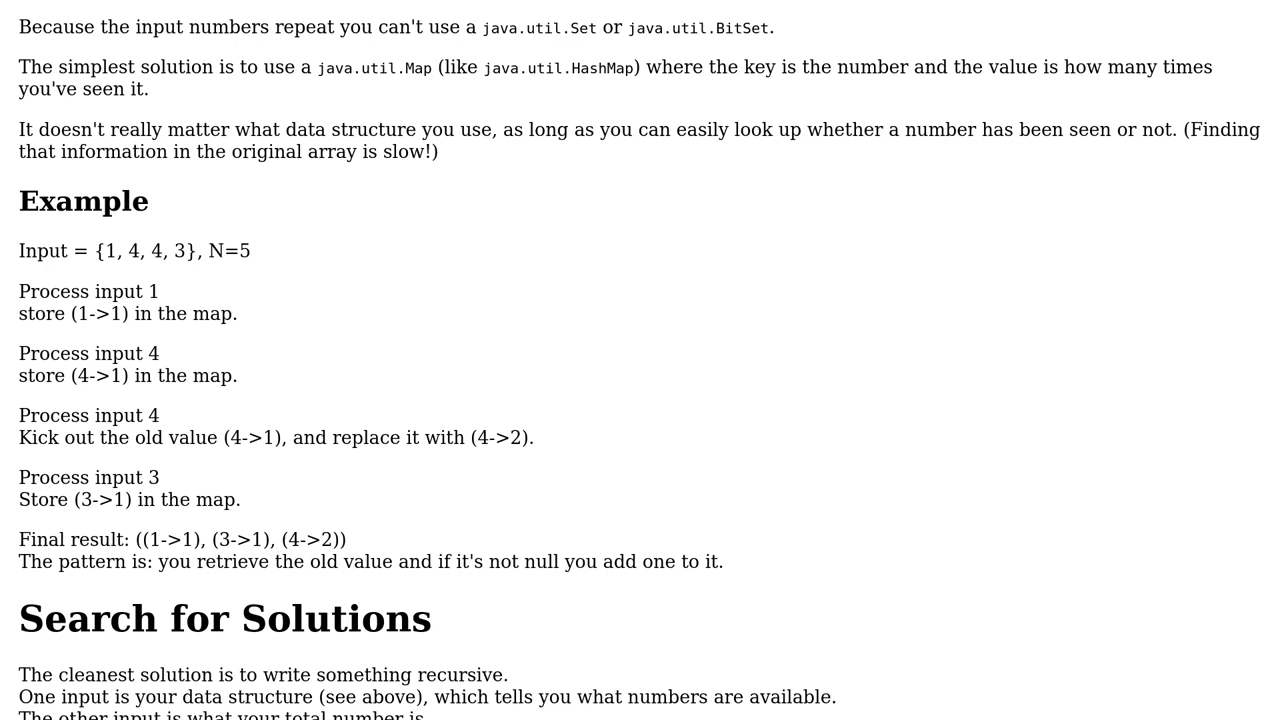 Because the input numbers repeat you can't use a java.util.Set or java.util.BitSet.
The simplest solution is to use a java.util.Map (like java.util.HashMap) where the key is the number and the value is how many times
you've seen it.
It doesn't really matter what data structure you use, as long as you can easily look up whether a number has been seen or not. (Finding
that information in the original array is slow!)
Example
Input = {1, 4, 4, 3}, N=5
Process input 1
store (1->1) in the map.
Process input 4
store (4->1) in the map.
Process input 4
Kick out the old value (4->1), and replace it with (4->2).
Process input 3
Store (3->1) in the map.
Final result: ((1->1), (3->1), (4->2))
The pattern is: you retrieve the old value and if it's not null you add one to it.
Search for Solutions
The cleanest solution is to write something recursive.
One input is your data structure (see above), which tells you what numbers are available.
The other input is what your total number is.